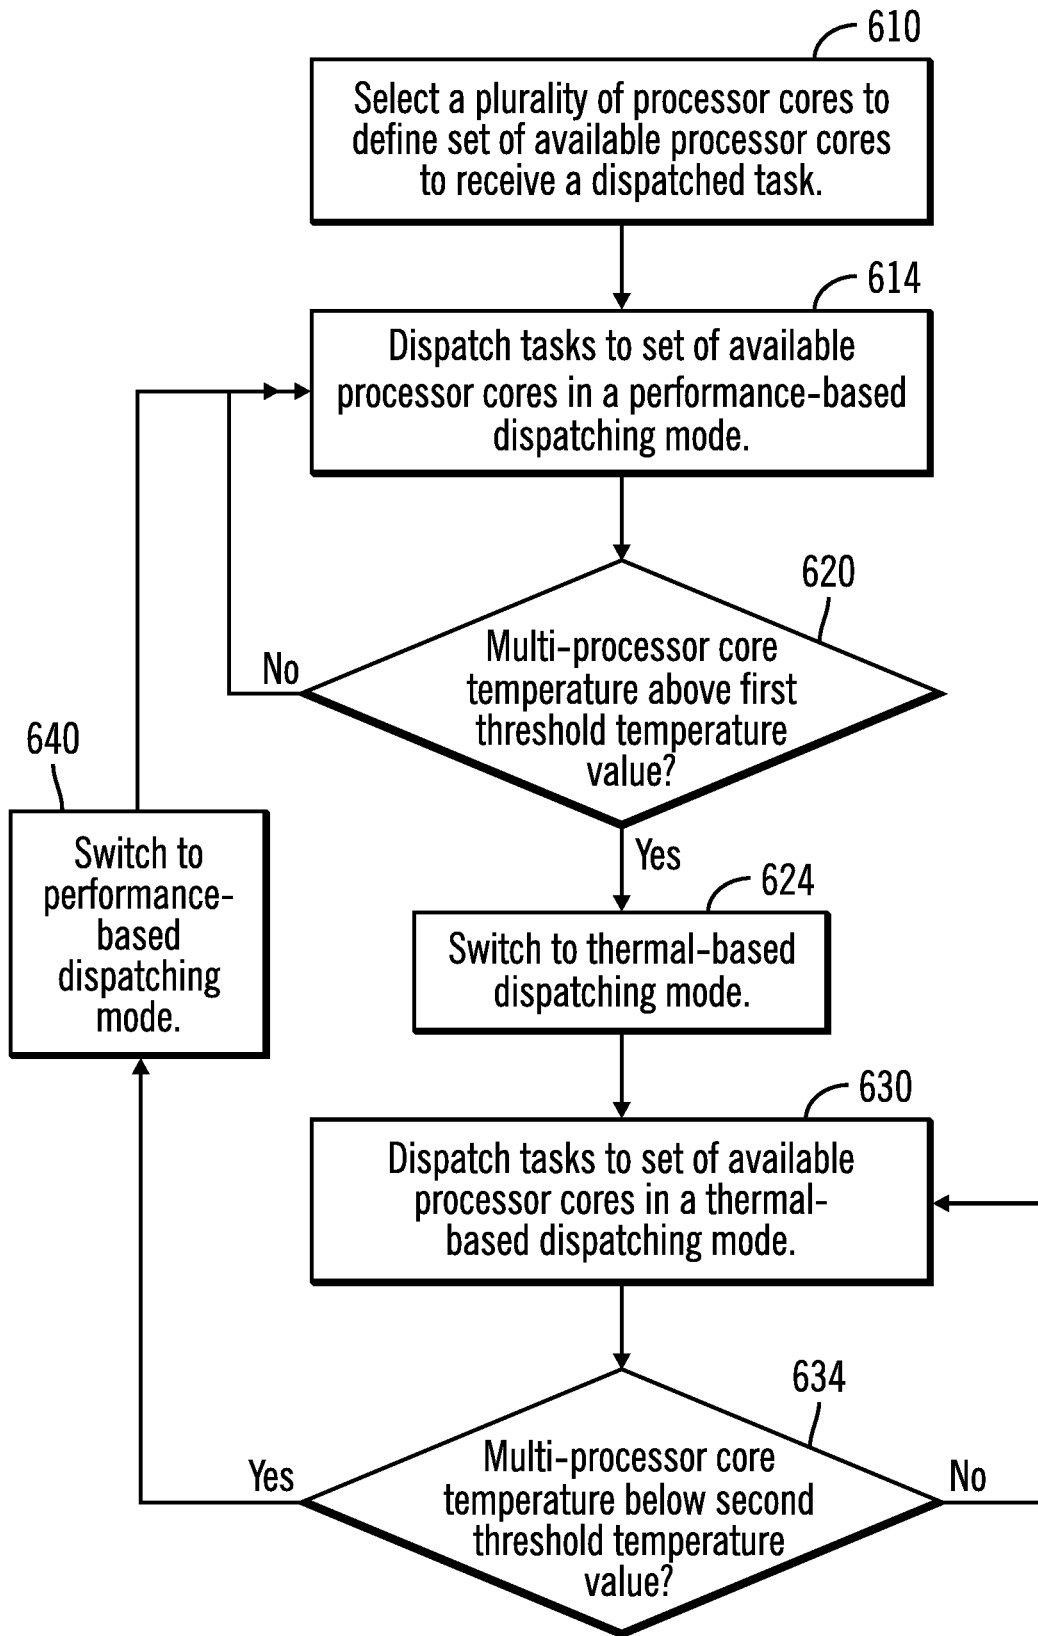 610
Select a plurality of processor cores to
define set of available processor cores
to receive a dispatched task.
614
Dispatch tasks to set of available
processor cores in a performance-based
dispatching mode.
620
Multi-processor core
temperature above first
threshold temperature
value?
No
Yes
640
Switch to
performance-
based
dispatching
mode.
624
Switch to thermal-based
dispatching mode.
630
Dispatch tasks to set of available
processor cores in a thermal-
based dispatching mode.
634
Multi-processor core
temperature below second
threshold temperature
value?
Yes
No